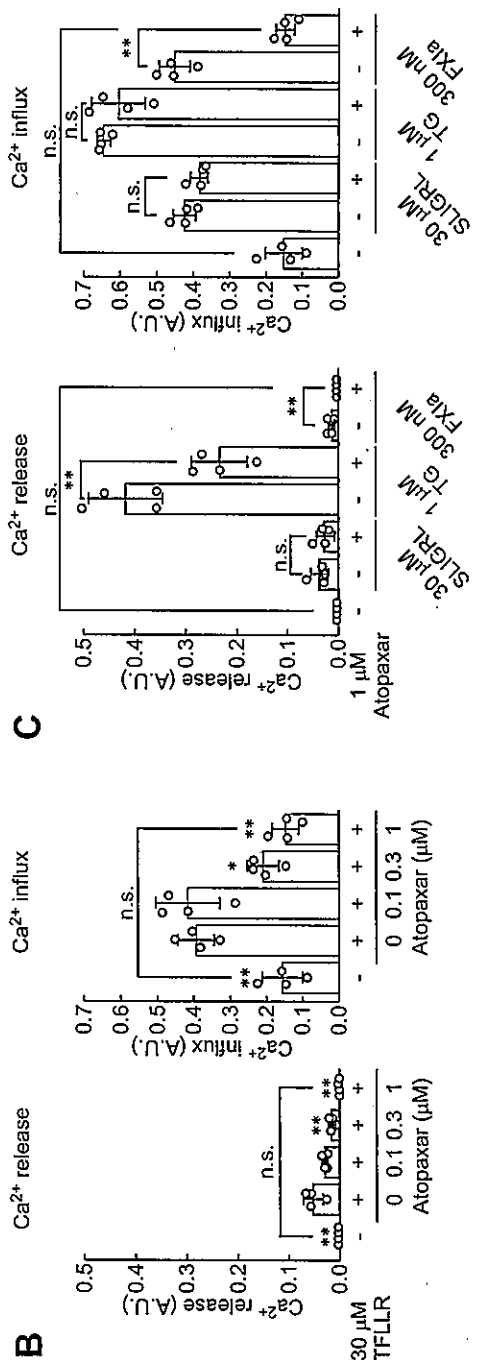 B
Ca²⁺ release
Ca²⁺ release (A.U.)
0.5
0.4
0.3
0.2
0.1
0.0
n.s.
**
**
**
30 μM
TFLLR
- + + + +
0 0.1 0.3 1
Atopaxar (μM)
Ca²⁺ influx
Ca²⁺ influx (A.U.)
0.7
0.6
0.5
0.4
0.3
0.2
0.1
0.0
n.s.
**
*
**
- + + + +
0 0.1 0.3 1
Atopaxar (μM)
C
Ca²⁺ release
Ca²⁺ release (A.U.)
0.5
0.4
0.3
0.2
0.1
0.0
n.s.
**
n.s.
**
1 μM
Atopaxar
- - + - + - +
30 μM
SLIGRL
1 μM
TG
300 nM
FXIa
Ca²⁺ influx
Ca²⁺ influx (A.U.)
0.7
0.6
0.5
0.4
0.3
0.2
0.1
0.0
n.s.
n.s.
n.s.
**
- - + - + - +
30 μM
SLIGRL
1 μM
TG
300 nM
FXIa